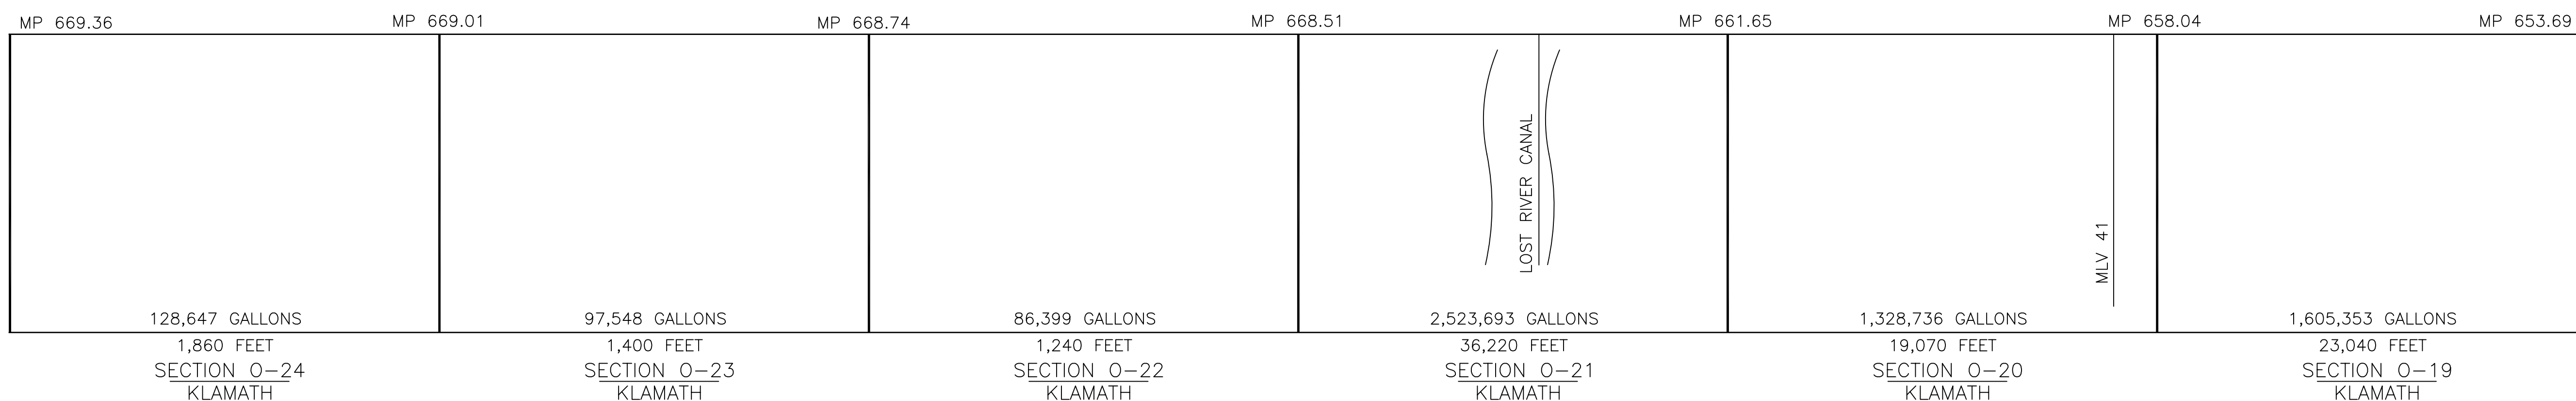 MP 669.36
MP 669.01
MP 668.74
MP 668.51
MP 661.65
MP 658.04
MP 653.69
LOST RIVER CANAL
MLV 41
128,647 GALLONS
97,548 GALLONS
86,399 GALLONS
2,523,693 GALLONS
1,328,736 GALLONS
1,605,353 GALLONS
1,860 FEET
1,400 FEET
1,240 FEET
36,220 FEET
19,070 FEET
23,040 FEET
SECTION O-24
SECTION O-23
SECTION O-22
SECTION O-21
SECTION O-20
SECTION O-19
KLAMATH
KLAMATH
KLAMATH
KLAMATH
KLAMATH
KLAMATH